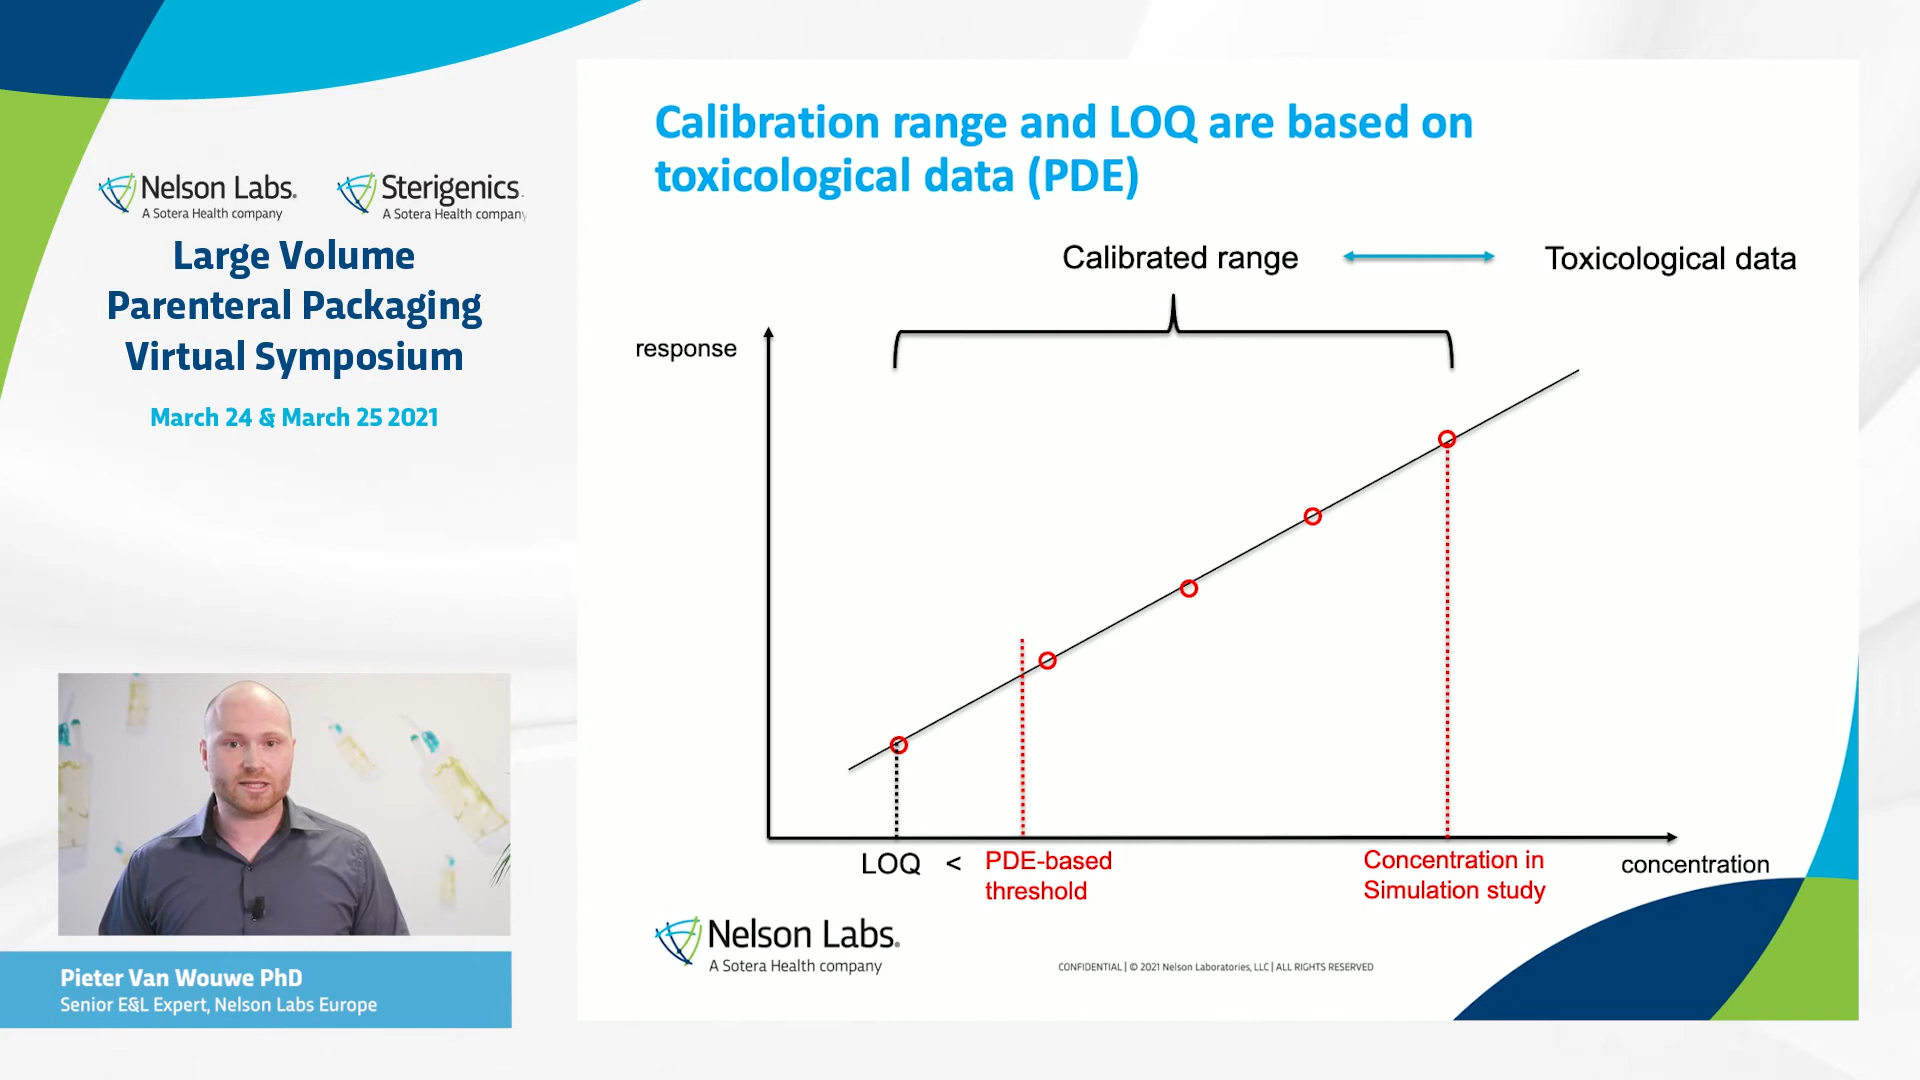 Nelson Labs.
A Sotera Health company
Sterigenics
A Sotera Health company
Large Volume
Parenteral Packaging
Virtual Symposium
March 24 & March 25 2021
Pieter Van Wouwe PhD
Senior E&L Expert, Nelson Labs Europe
Calibration range and LOQ are based on
toxicological data (PDE)
Calibrated range
Toxicological data
response
LOQ < PDE-based
threshold
Concentration in
Simulation study
concentration
Nelson Labs®
A Sotera Health company
CONFIDENTIAL | © 2021 Nelson Laboratories, LLC | ALL RIGHTS RESERVED